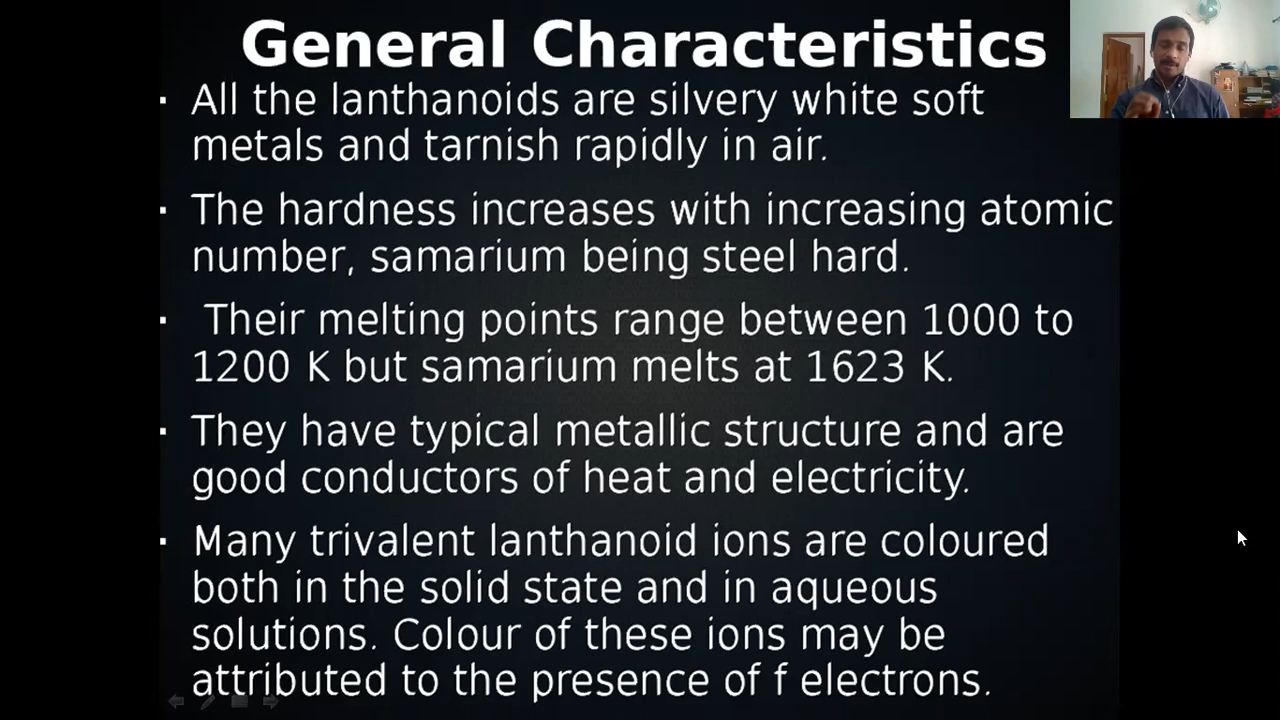 General Characteristics
▪ All the lanthanoids are silvery white soft
metals and tarnish rapidly in air.
▪ The hardness increases with increasing atomic
number, samarium being steel hard.
▪ Their melting points range between 1000 to
1200 K but samarium melts at 1623 K.
▪ They have typical metallic structure and are
good conductors of heat and electricity.
▪ Many trivalent lanthanoid ions are coloured
both in the solid state and in aqueous
solutions. Colour of these ions may be
attributed to the presence of f electrons.